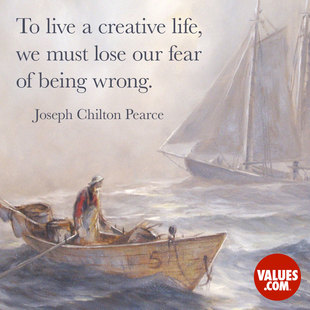 To live a creative life,
we must lose our fear
of being wrong.
Joseph Chilton Pearce
5
VALUES
.COM